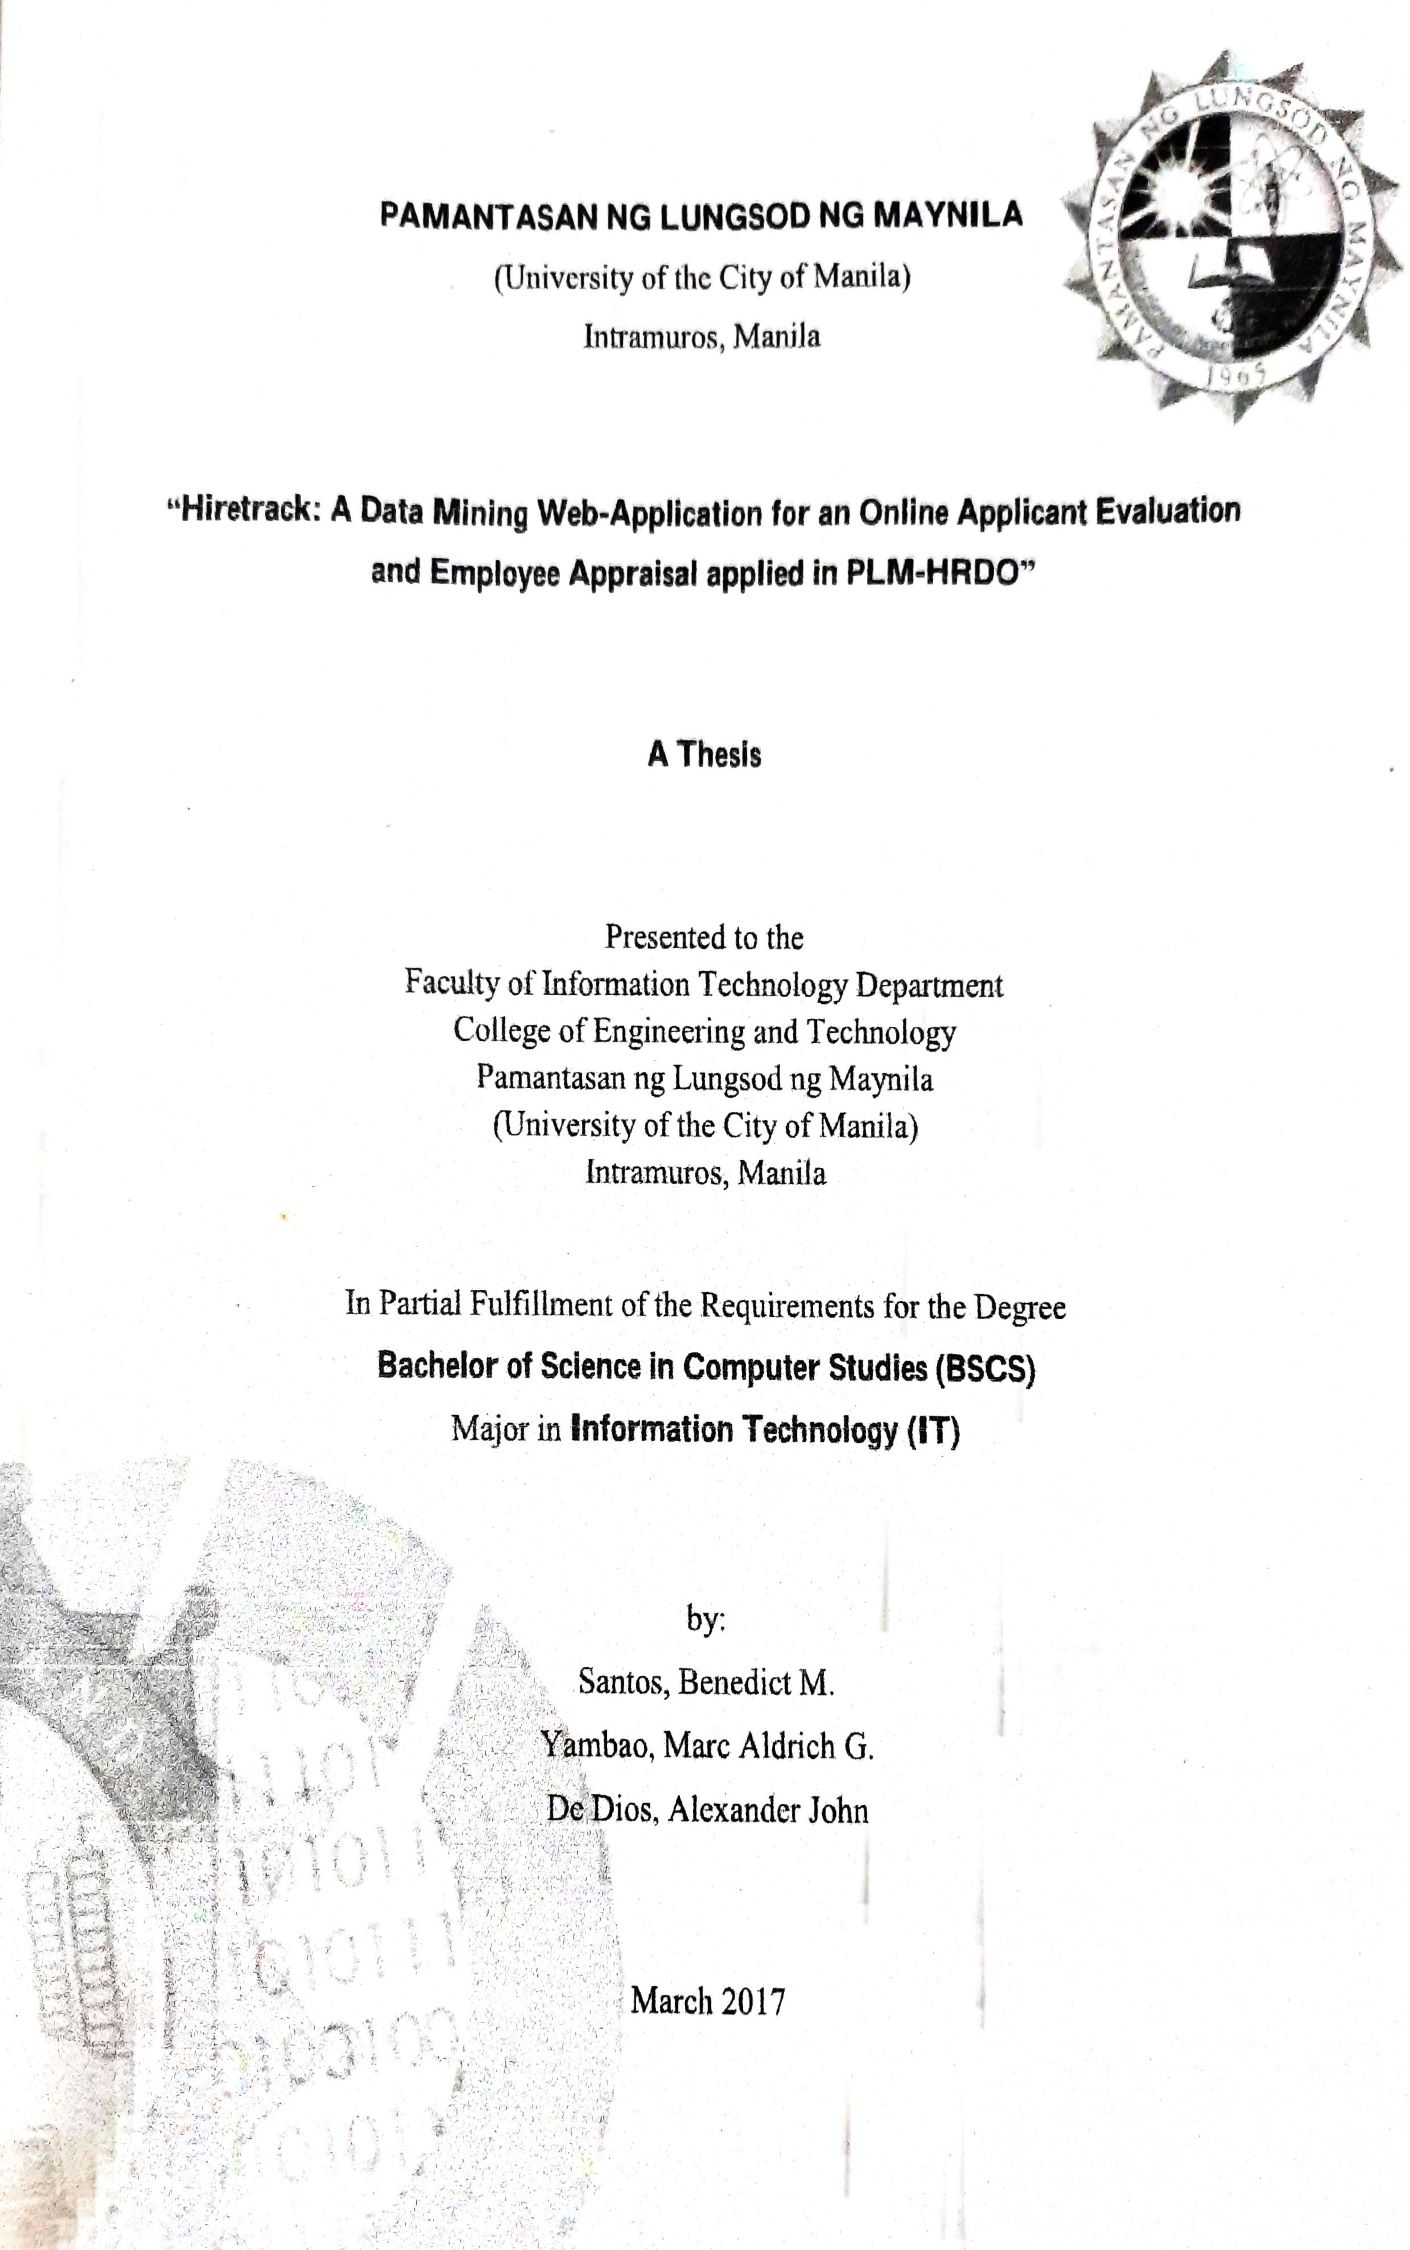 PAMANTASAN NG LUNGSOD NG MAYNILA
1965
PAMANTASAN NG LUNGSOD NG MAYNILA
(University of the City of Manila)
Intramuros, Manila
“Hiretrack: A Data Mining Web-Application for an Online Applicant Evaluation
and Employee Appraisal applied in PLM-HRDO”
A Thesis
Presented to the
Faculty of Information Technology Department
College of Engineering and Technology
Pamantasan ng Lungsod ng Maynila
(University of the City of Manila)
Intramuros, Manila
In Partial Fulfillment of the Requirements for the Degree
Bachelor of Science in Computer Studies (BSCS)
Major in Information Technology (IT)
by:
Santos, Benedict M.
Yambao, Marc Aldrich G.
De Dios, Alexander John
March 2017